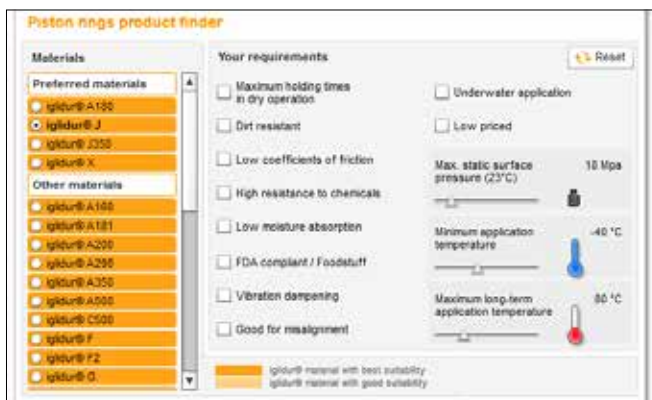 Piston rings product finder
Materials
Preferred materials
iglidur® A180
iglidur® J
iglidur® J350
iglidur® X
Other materials
iglidur® A160
iglidur® A181
iglidur® A200
iglidur® A290
iglidur® A350
iglidur® A500
iglidur® C500
iglidur® F
iglidur® F2
iglidur® G
Your requirements
Reset
Maximum holding times
in dry operation
Dirt resistant
Low coefficients of friction
High resistance to chemicals
Low moisture absorption
FDA compliant / Foodstuff
Vibration dampening
Good for misalignment
Underwater application
Low priced
Max. static surface
pressure (23°C)
10 Mpa
Minimum application
temperature
-40 °C
Maximum long-term
application temperature
80 °C
iglidur® material with best suitability
iglidur® material with good suitability